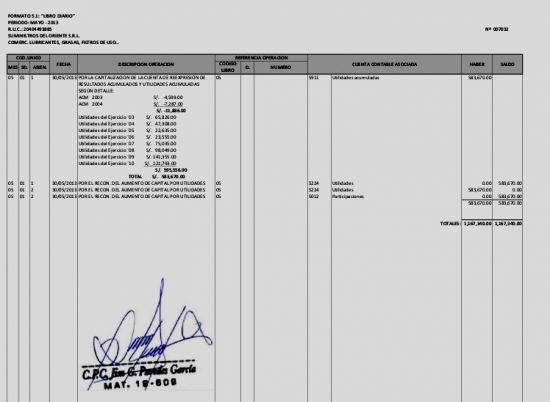 FORMATO 5.1: "LIBRO DIARIO"
PERIODO: MAYO - 2013
R.U.C.: 20404493885
SUMINISTROS DEL ORIENTE S.R.L. Nº 007022
COMERC. LUBRICANTES, GRASAS, FILTROS DE USO..
COD. UNICO FECHA DESCRIPCION OPERACION REFERENCIA OPERACION CUENTA CONTABLE ASOCIADA HABER SALDO
MES SD. ASIEN. CODIGO LIBRO D. NUMERO
05 01 1 30/05/2013 POR LA CAPITALIZACION DE LA CUENTA DE REEXPRESIÓN DE 05 5911 Utilidades acumuladas 583,670.00
RESULTADOS ACUMULADOS Y UTILIDADES ACUMULADAS
SEGÚN DETALLE:
ACM 2003 S/. -4,599.00
ACM 2004 S/. -7,287.00
S/. -11,886.00
Utilidades del Ejercicio '03 S/. 65,820.00
Utilidades del Ejercicio '04 S/. 47,308.00
Utilidades del Ejercicio '05 S/. 22,635.00
Utilidades del Ejercicio '06 S/. 23,555.00
Utilidades del Ejercicio '07 S/. 75,035.00
Utilidades del Ejercicio '08 S/. 98,049.00
Utilidades del Ejercicio '09 S/. 141,355.00
Utilidades del Ejercicio '10 S/. 121,793.00
S/. 595,556.00
TOTAL S/. 583,670.00
05 01 1 30/05/2013 POR EL RECON. DEL AUMENTO DE CAPITAL POR UTILIDADES 05 5224 Utilidades 0.00 583,670.00
05 01 2 30/05/2013 POR EL RECON. DEL AUMENTO DE CAPITAL POR UTILIDADES 05 5224 Utilidades 583,670.00 0.00
05 01 2 30/05/2013 POR EL RECON. DEL AUMENTO DE CAPITAL POR UTILIDADES 05 5012 Participaciones 0.00 583,670.00
583,670.00 583,670.00
TOTALES: 1,167,340.00 1,167,340.00
C.P.C. Jim G. Paredes García
MAT. 19-809